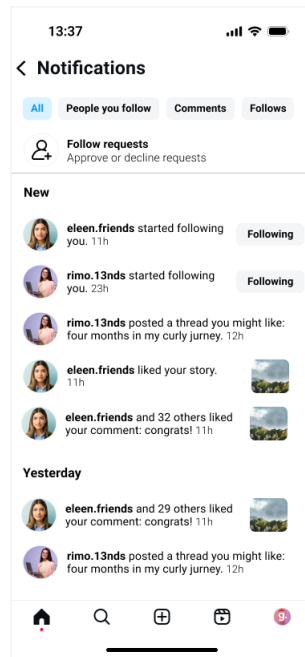 13:37
Notifications
All People you follow Comments Follows
Follow requests
Approve or decline requests
New
eleen.friends started following
you. 11h
Following
rimo.13nds started following
you. 23h
Following
rimo.13nds posted a thread you might like:
four months in my curly jurney. 12h
eleen.friends liked your story.
11h
eleen.friends and 32 others liked
your comment: congrats! 11h
Yesterday
eleen.friends and 29 others liked
your comment: congrats! 11h
rimo.13nds posted a thread you might like:
four months in my curly jurney. 12h
g.